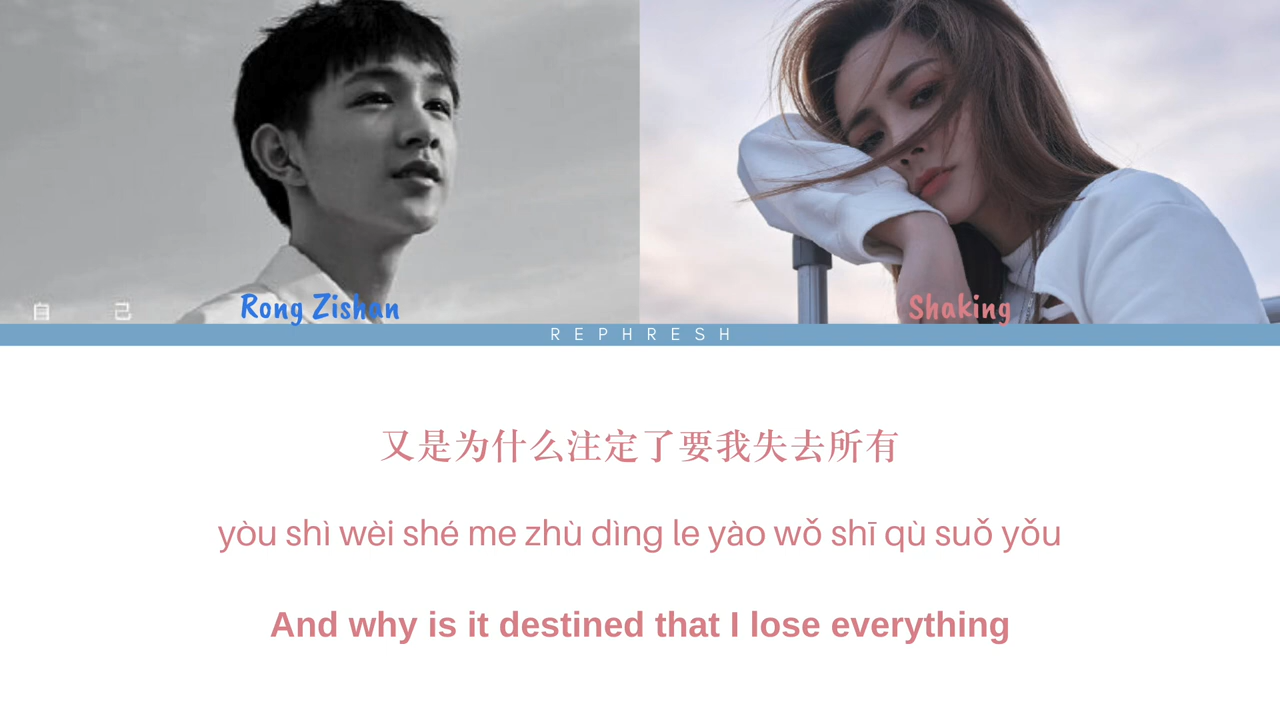 自 己
Rong Zishan
Shaking
REPHRESH
又是为什么注定了要我失去所有
yòu shì wèi shé me zhù dìng le yào wǒ shī qù suǒ yǒu
And why is it destined that I lose everything